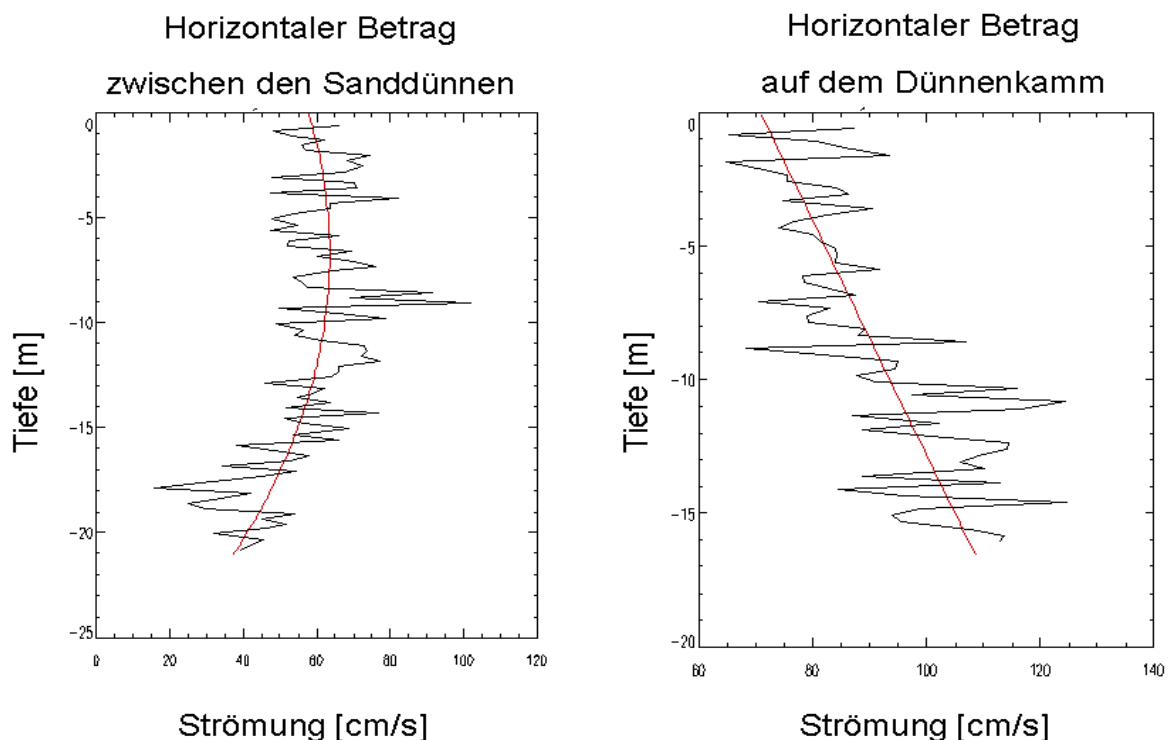 Horizontaler Betrag
zwischen den Sanddünnen
0
-5
-10
-15
-20
-25
Tiefe [m]
0 20 40 60 80 100 120
Strömung [cm/s]
Horizontaler Betrag
auf dem Dünnenkamm
0
-5
-10
-15
-20
Tiefe [m]
60 80 100 120 140
Strömung [cm/s]